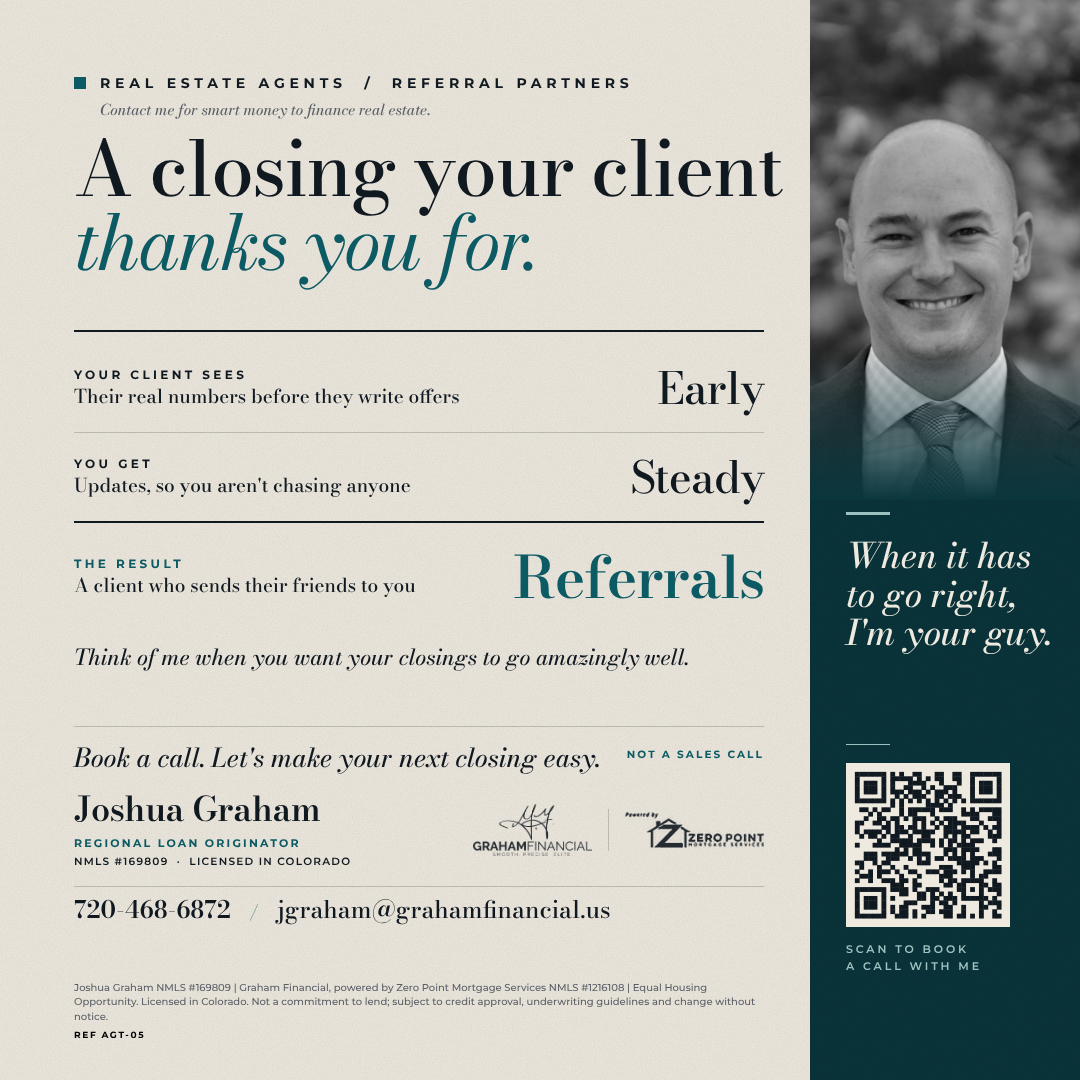 REAL ESTATE AGENTS / REFERRAL PARTNERS
Contact me for smart money to finance real estate.
A closing your client
thanks you for.
YOUR CLIENT SEES
Their real numbers before they write offers
Early
YOU GET
Updates, so you aren't chasing anyone
Steady
THE RESULT
A client who sends their friends to you
Referrals
Think of me when you want your closings to go amazingly well.
Book a call. Let's make your next closing easy.
NOT A SALES CALL
Joshua Graham
REGIONAL LOAN ORIGINATOR
NMLS #169809 · LICENSED IN COLORADO
GRAHAMFINANCIAL
SMOOTH. PRECISE. ELITE.
Powered by
ZERO POINT
MORTGAGE SERVICES
720-468-6872 / jgraham@grahamfinancial.us
Joshua Graham NMLS #169809 | Graham Financial, powered by Zero Point Mortgage Services NMLS #1216108 | Equal Housing
Opportunity. Licensed in Colorado. Not a commitment to lend; subject to credit approval, underwriting guidelines and change without
notice.
REF AGT-05
When it has
to go right,
I'm your guy.
SCAN TO BOOK
A CALL WITH ME